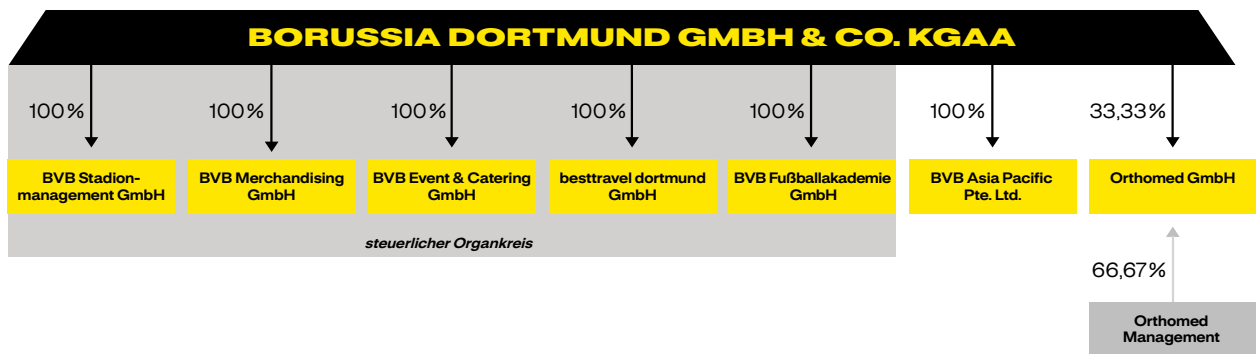 BORUSSIA DORTMUND GMBH & CO. KGAA
100% 100% 100% 100% 100% 100% 33,33%
BVB Stadion-
management GmbH
BVB Merchandising
GmbH
BVB Event & Catering
GmbH
besttravel dortmund
GmbH
BVB Fußballakademie
GmbH
BVB Asia Pacific
Pte. Ltd.
Orthomed GmbH
steuerlicher Organkreis
66,67%
Orthomed
Management